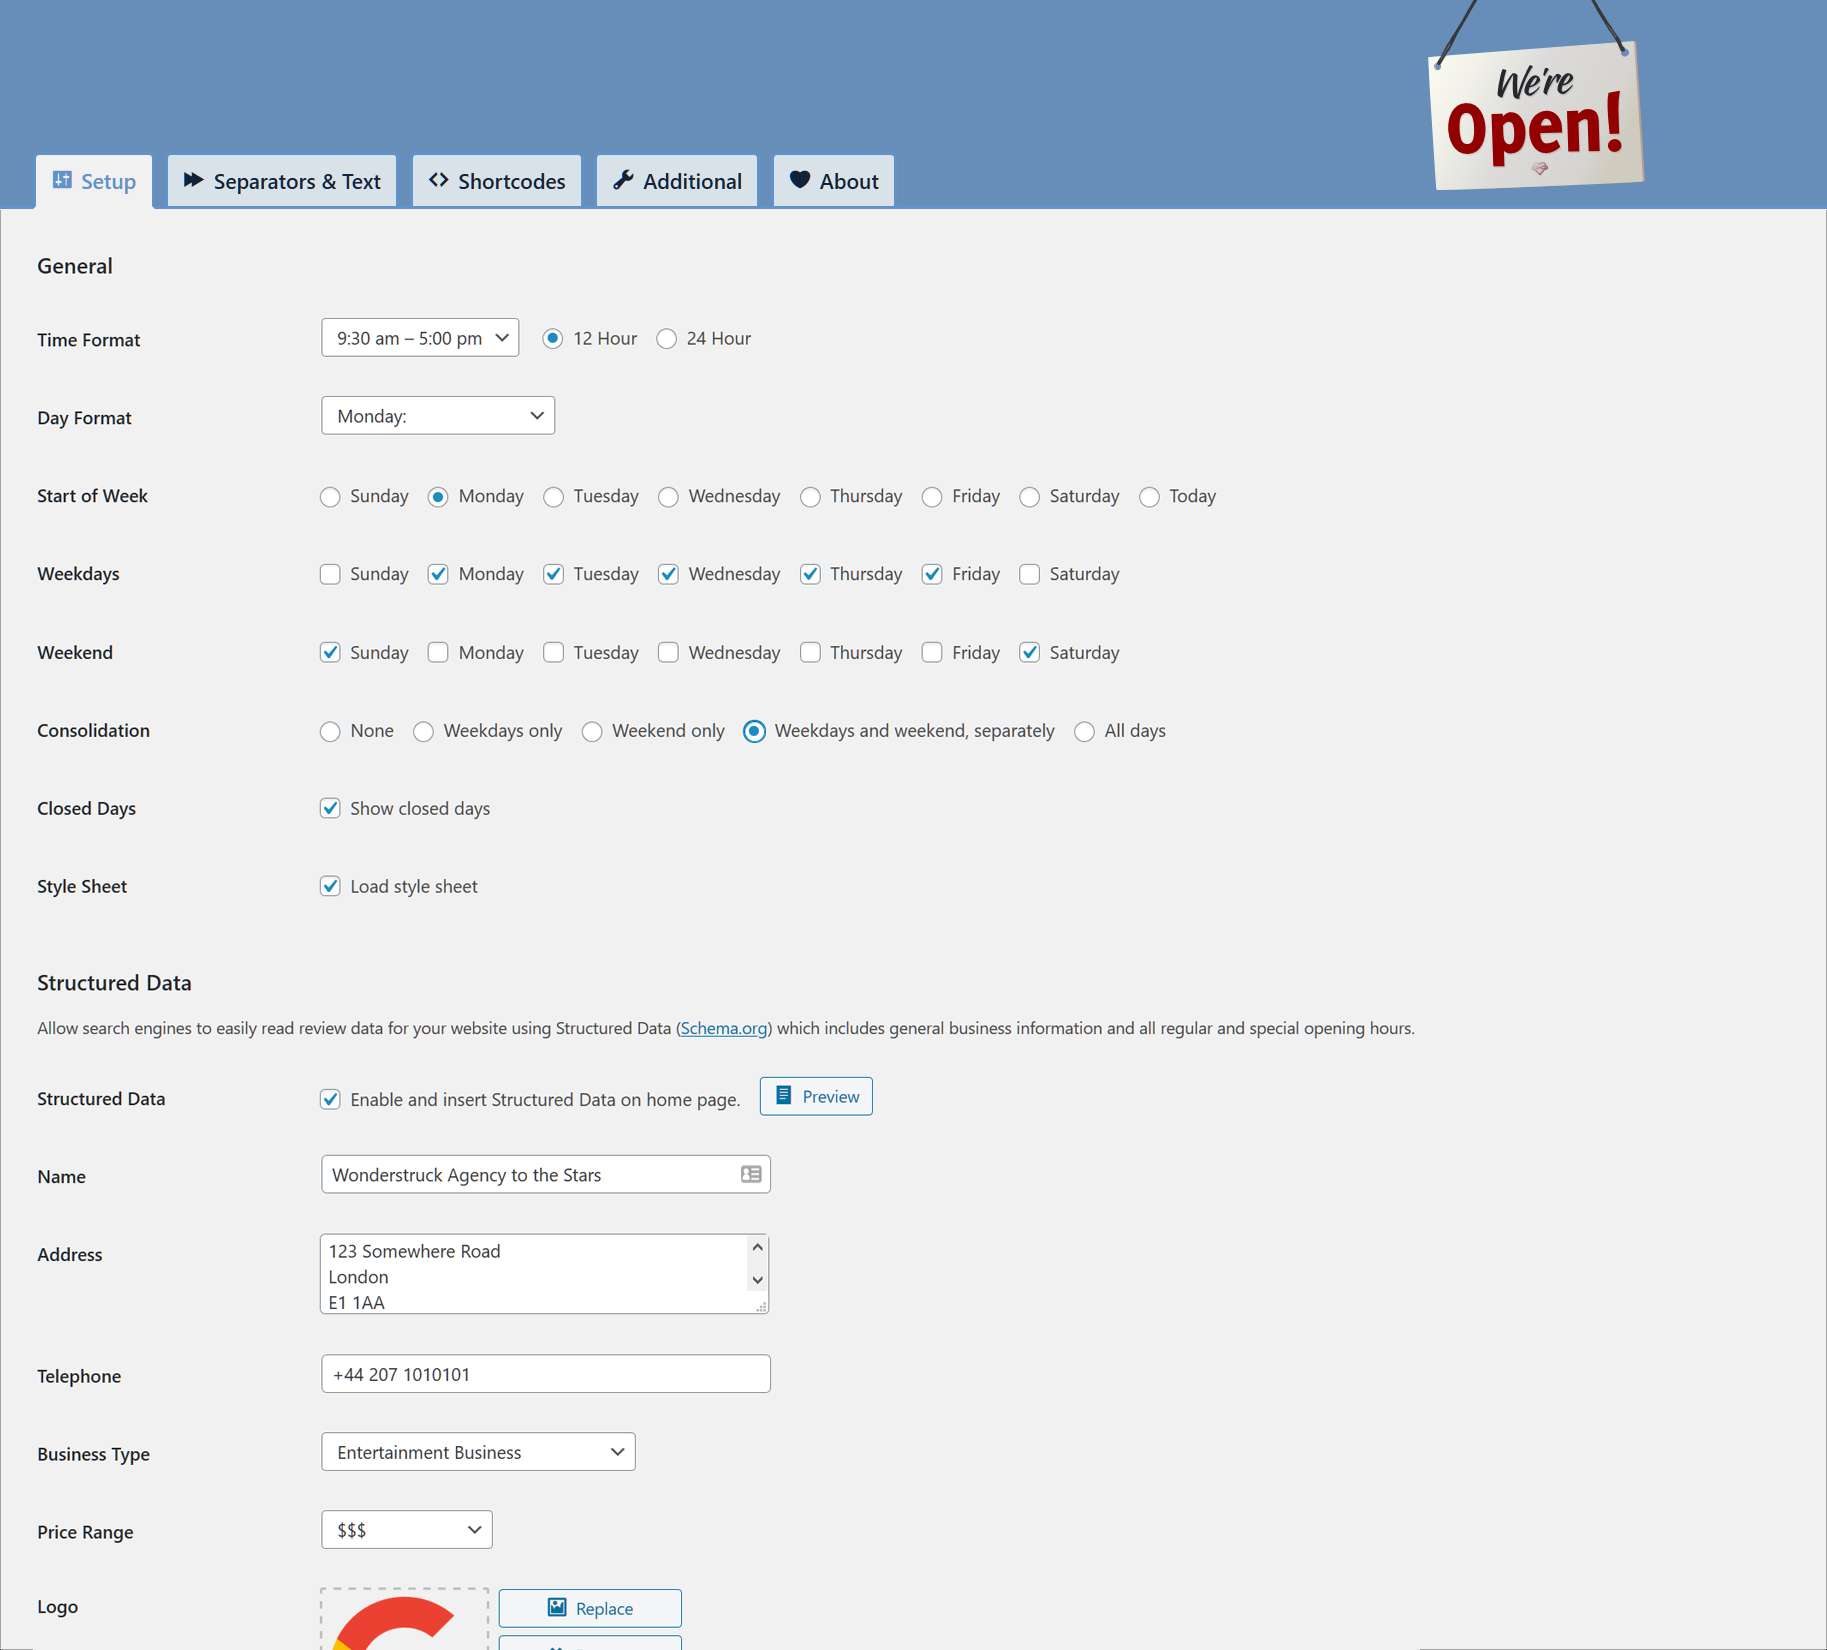 We're
Open!
Setup
Separators & Text
Shortcodes
Additional
About
General
Time Format 9:30 am – 5:00 pm 12 Hour 24 Hour
Day Format Monday:
Start of Week Sunday Monday Tuesday Wednesday Thursday Friday Saturday Today
Weekdays Sunday Monday Tuesday Wednesday Thursday Friday Saturday
Weekend Sunday Monday Tuesday Wednesday Thursday Friday Saturday
Consolidation None Weekdays only Weekend only Weekdays and weekend, separately All days
Closed Days Show closed days
Style Sheet Load style sheet
Structured Data
Allow search engines to easily read review data for your website using Structured Data (Schema.org) which includes general business information and all regular and special opening hours.
Structured Data Enable and insert Structured Data on home page. Preview
Name Wonderstruck Agency to the Stars
Address 123 Somewhere Road
London
E1 1AA
Telephone +44 207 1010101
Business Type Entertainment Business
Price Range $$$
Logo Replace